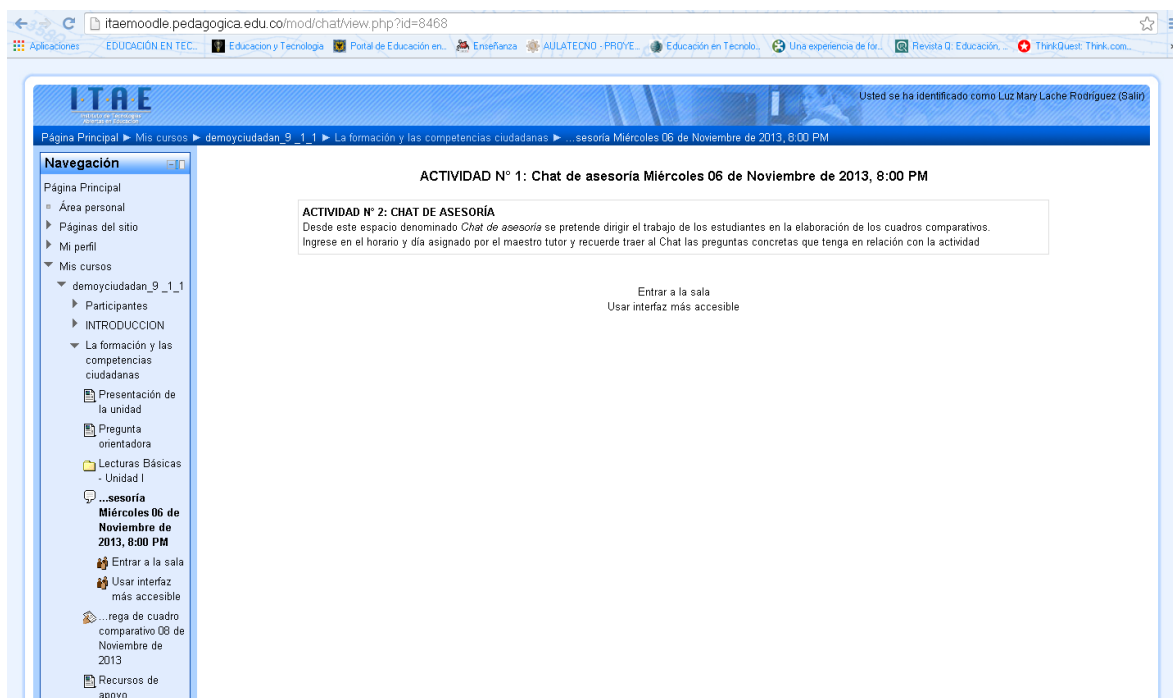 itaemoodle.pedagogica.edu.co/mod/chat/view.php?id=8468
Aplicaciones EDUCACIÓN EN TEC... Educacion y Tecnologia Portal de Educación en... Enseñanza AULATECNO - PROYE... Educación en Tecnolo... Una experiencia de for... Revista Q: Educación, ... ThinkQuest: Think.com...
ITAE
Instituto de Tecnologías
Abiertas en Educación
Usted se ha identificado como Luz Mary Lache Rodríguez (Salir)
Página Principal ► Mis cursos ► demoyciudadan_9 _1_1 ► La formación y las competencias ciudadanas ► ...sesoría Miércoles 06 de Noviembre de 2013, 8:00 PM
Navegación
Página Principal
Área personal
Páginas del sitio
Mi perfil
Mis cursos
demoyciudadan_9 _1_1
Participantes
INTRODUCCION
La formación y las
competencias
ciudadanas
Presentación de
la unidad
Pregunta
orientadora
Lecturas Básicas
- Unidad I
...sesoría
Miércoles 06 de
Noviembre de
2013, 8:00 PM
Entrar a la sala
Usar interfaz
más accesible
...rega de cuadro
comparativo 08 de
Noviembre de
2013
Recursos de
apoyo
ACTIVIDAD N° 1: Chat de asesoría Miércoles 06 de Noviembre de 2013, 8:00 PM
ACTIVIDAD N° 2: CHAT DE ASESORÍA
Desde este espacio denominado Chat de asesoría se pretende dirigir el trabajo de los estudiantes en la elaboración de los cuadros comparativos.
Ingrese en el horario y día asignado por el maestro tutor y recuerde traer al Chat las preguntas concretas que tenga en relación con la actividad
Entrar a la sala
Usar interfaz más accesible